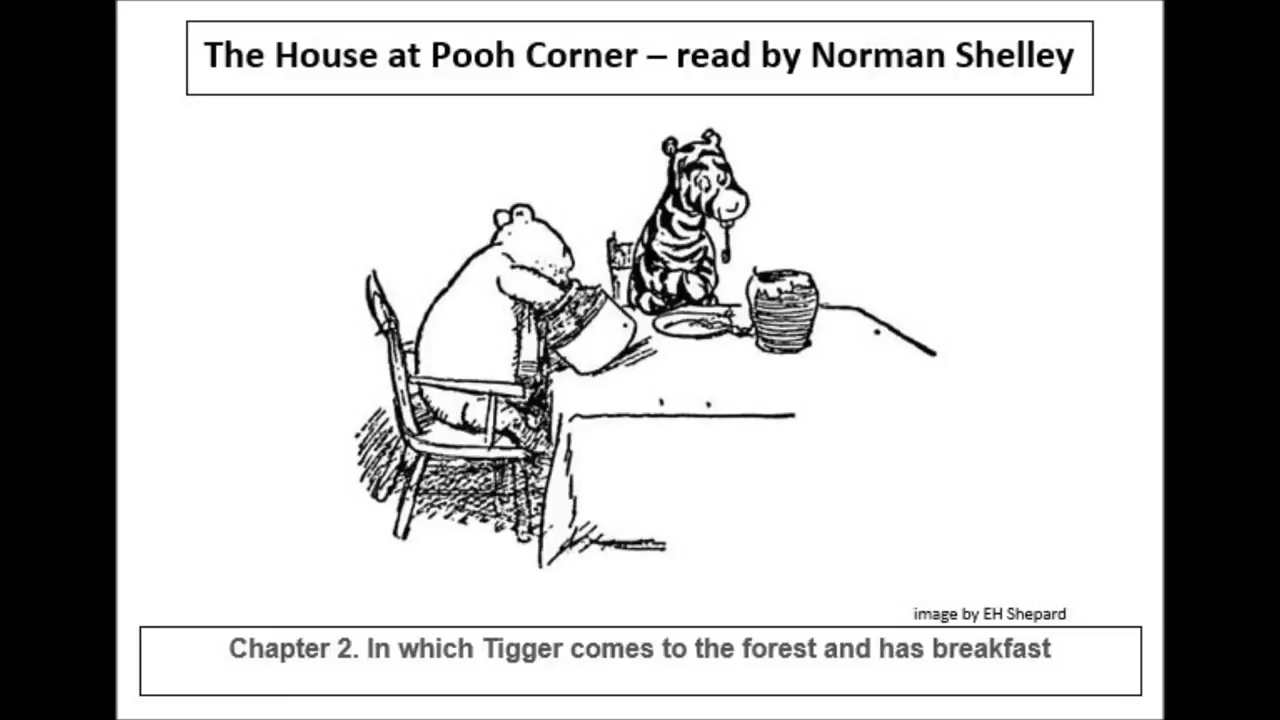 The House at Pooh Corner – read by Norman Shelley
image by EH Shepard
Chapter 2. In which Tigger comes to the forest and has breakfast